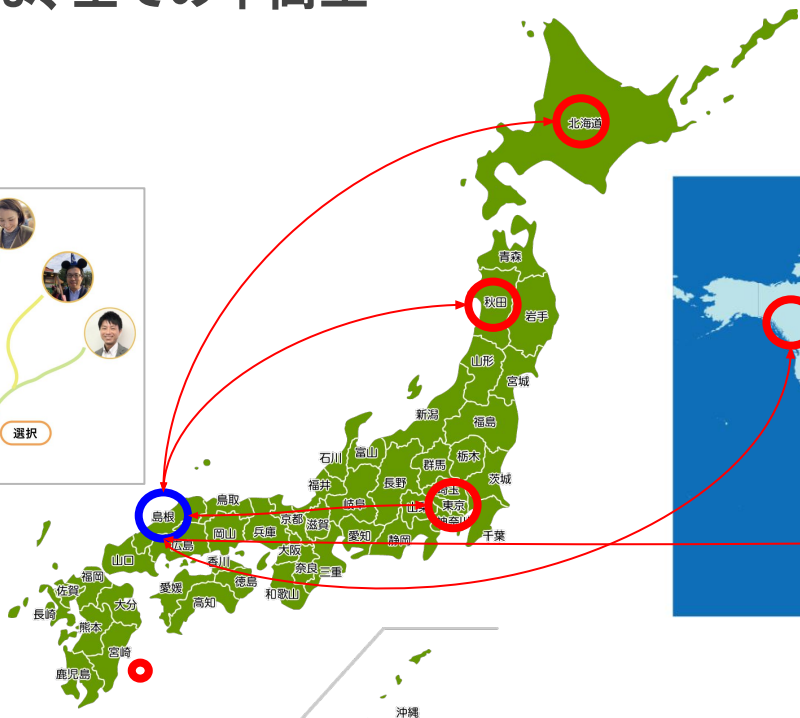 北海道
青森
秋田
岩手
山形
宮城
新潟
福島
石川
富山
群馬
栃木
福井
長野
茨城
選択
鳥取
岐阜
埼玉
東京
島根
京都
滋賀
神奈川
岡山
兵庫
愛知
静岡
千葉
広島
大阪
山口
香川
奈良
三重
福岡
徳島
佐賀
愛媛
和歌山
大分
高知
長崎
熊本
宮崎
鹿児島
沖縄